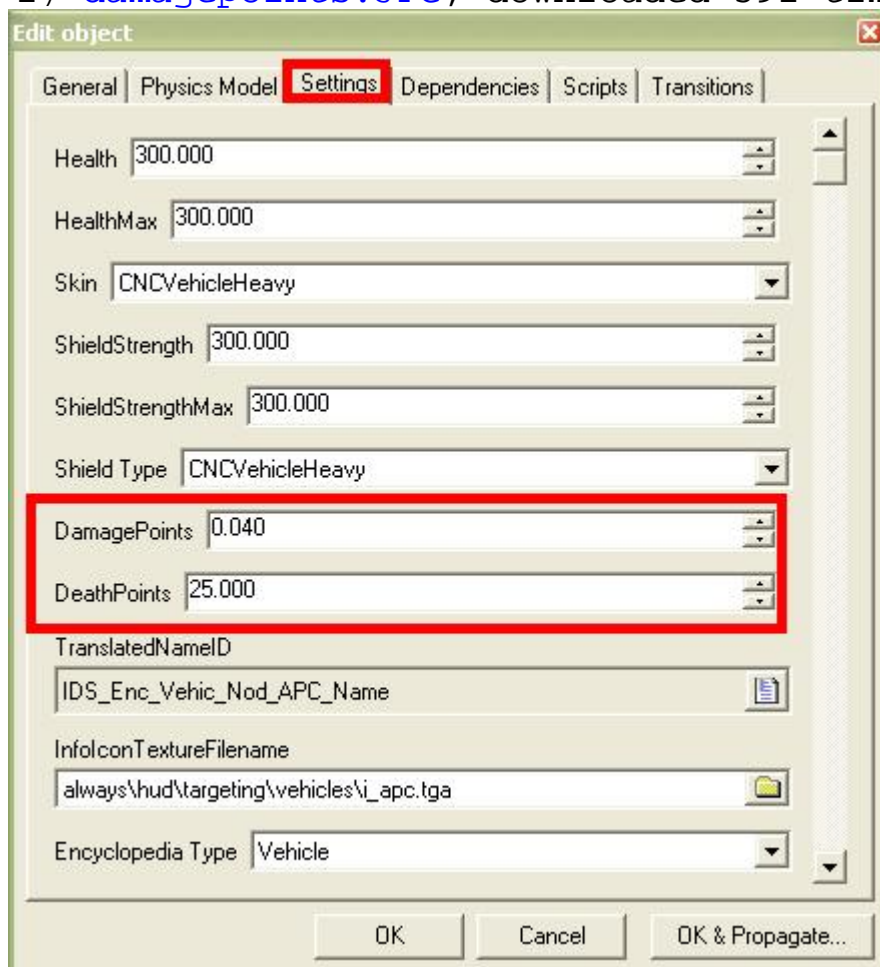 Edit object
General Physics Model Settings Dependencies Scripts Transitions
Health 300.000
HealthMax 300.000
Skin CNCVehicleHeavy
ShieldStrength 300.000
ShieldStrengthMax 300.000
Shield Type CNCVehicleHeavy
DamagePoints 0.040
DeathPoints 25.000
TranslatedNameID
IDS_Enc_Vehic_Nod_APC_Name
InfoIconTextureFilename
always\hud\targeting\vehicles\i_apc.tga
Encyclopedia Type Vehicle
OK Cancel OK & Propagate...